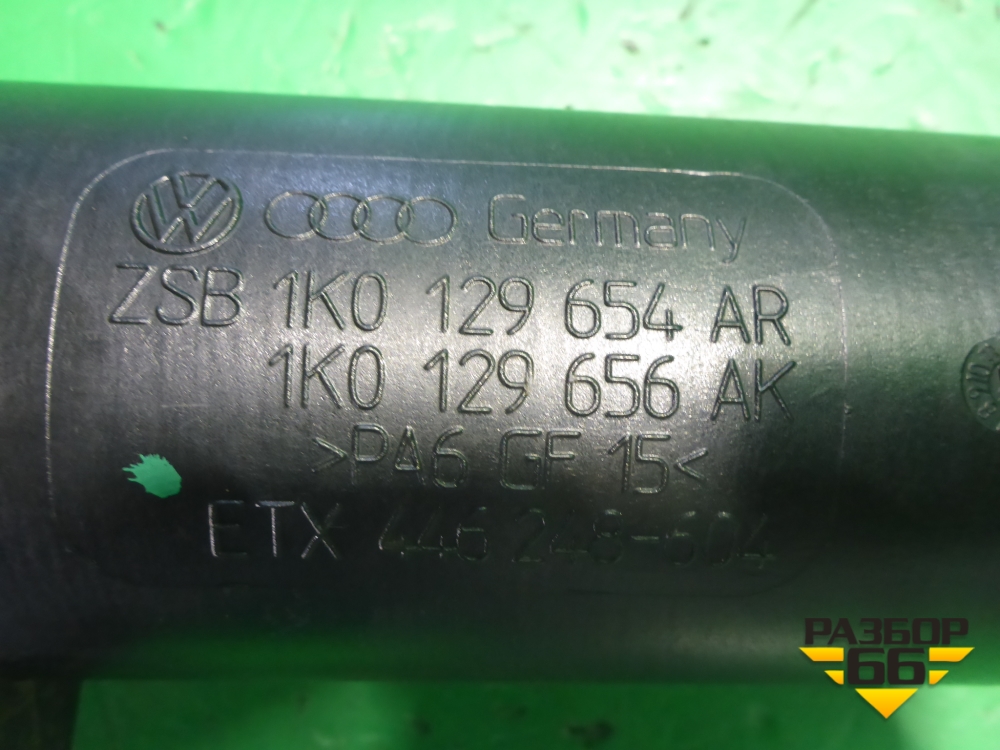 VW Germany
ZSB 1K0 129 654 AR
1K0 129 656 AK
>PA6 GF 15<
ETX 446 248-504
РАЗБОР
66